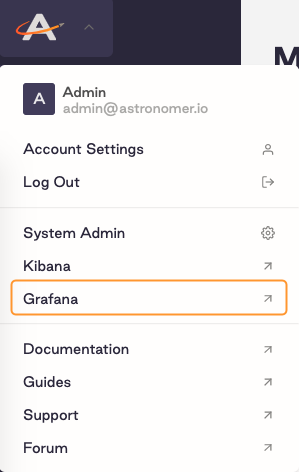 M
A
Admin
admin@astronomer.io
Account Settings
Log Out
System Admin
Kibana
Grafana
Documentation
Guides
Support
Forum